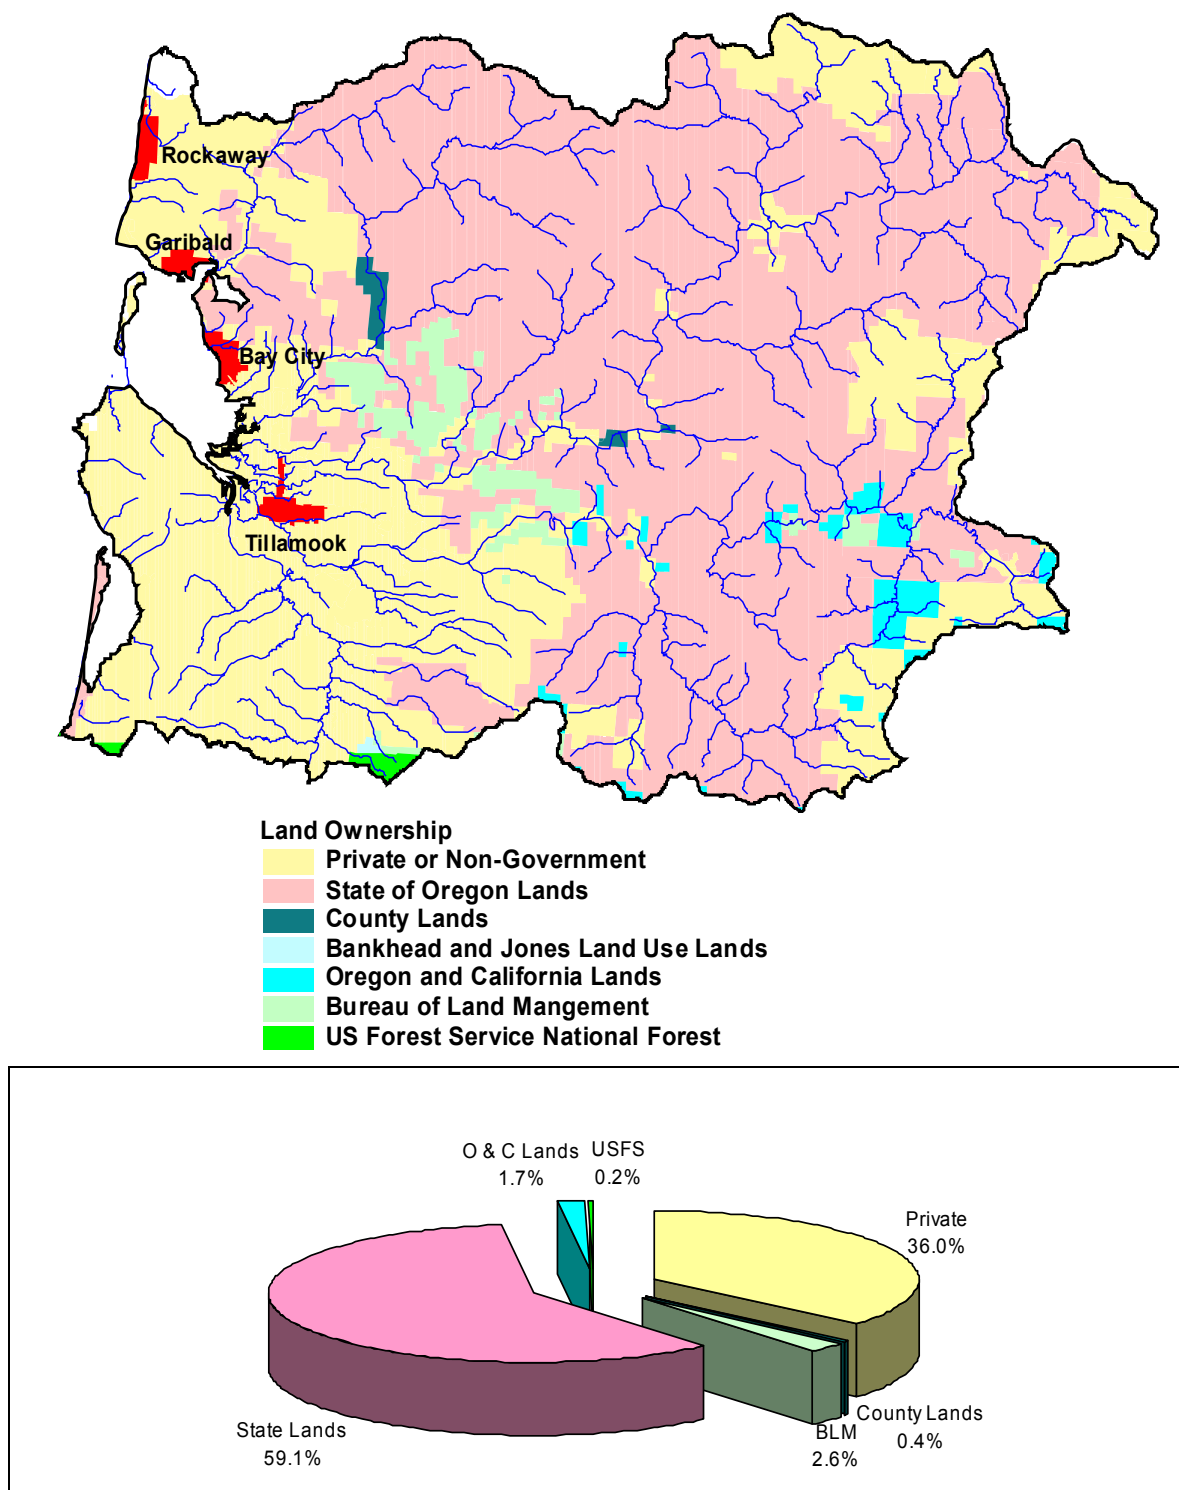 Rockaway
Garibald
Bay City
Tillamook
Land Ownership
Private or Non-Government
State of Oregon Lands
County Lands
Bankhead and Jones Land Use Lands
Oregon and California Lands
Bureau of Land Mangement
US Forest Service National Forest
O & C Lands
1.7%
USFS
0.2%
Private
36.0%
County Lands
0.4%
BLM
2.6%
State Lands
59.1%